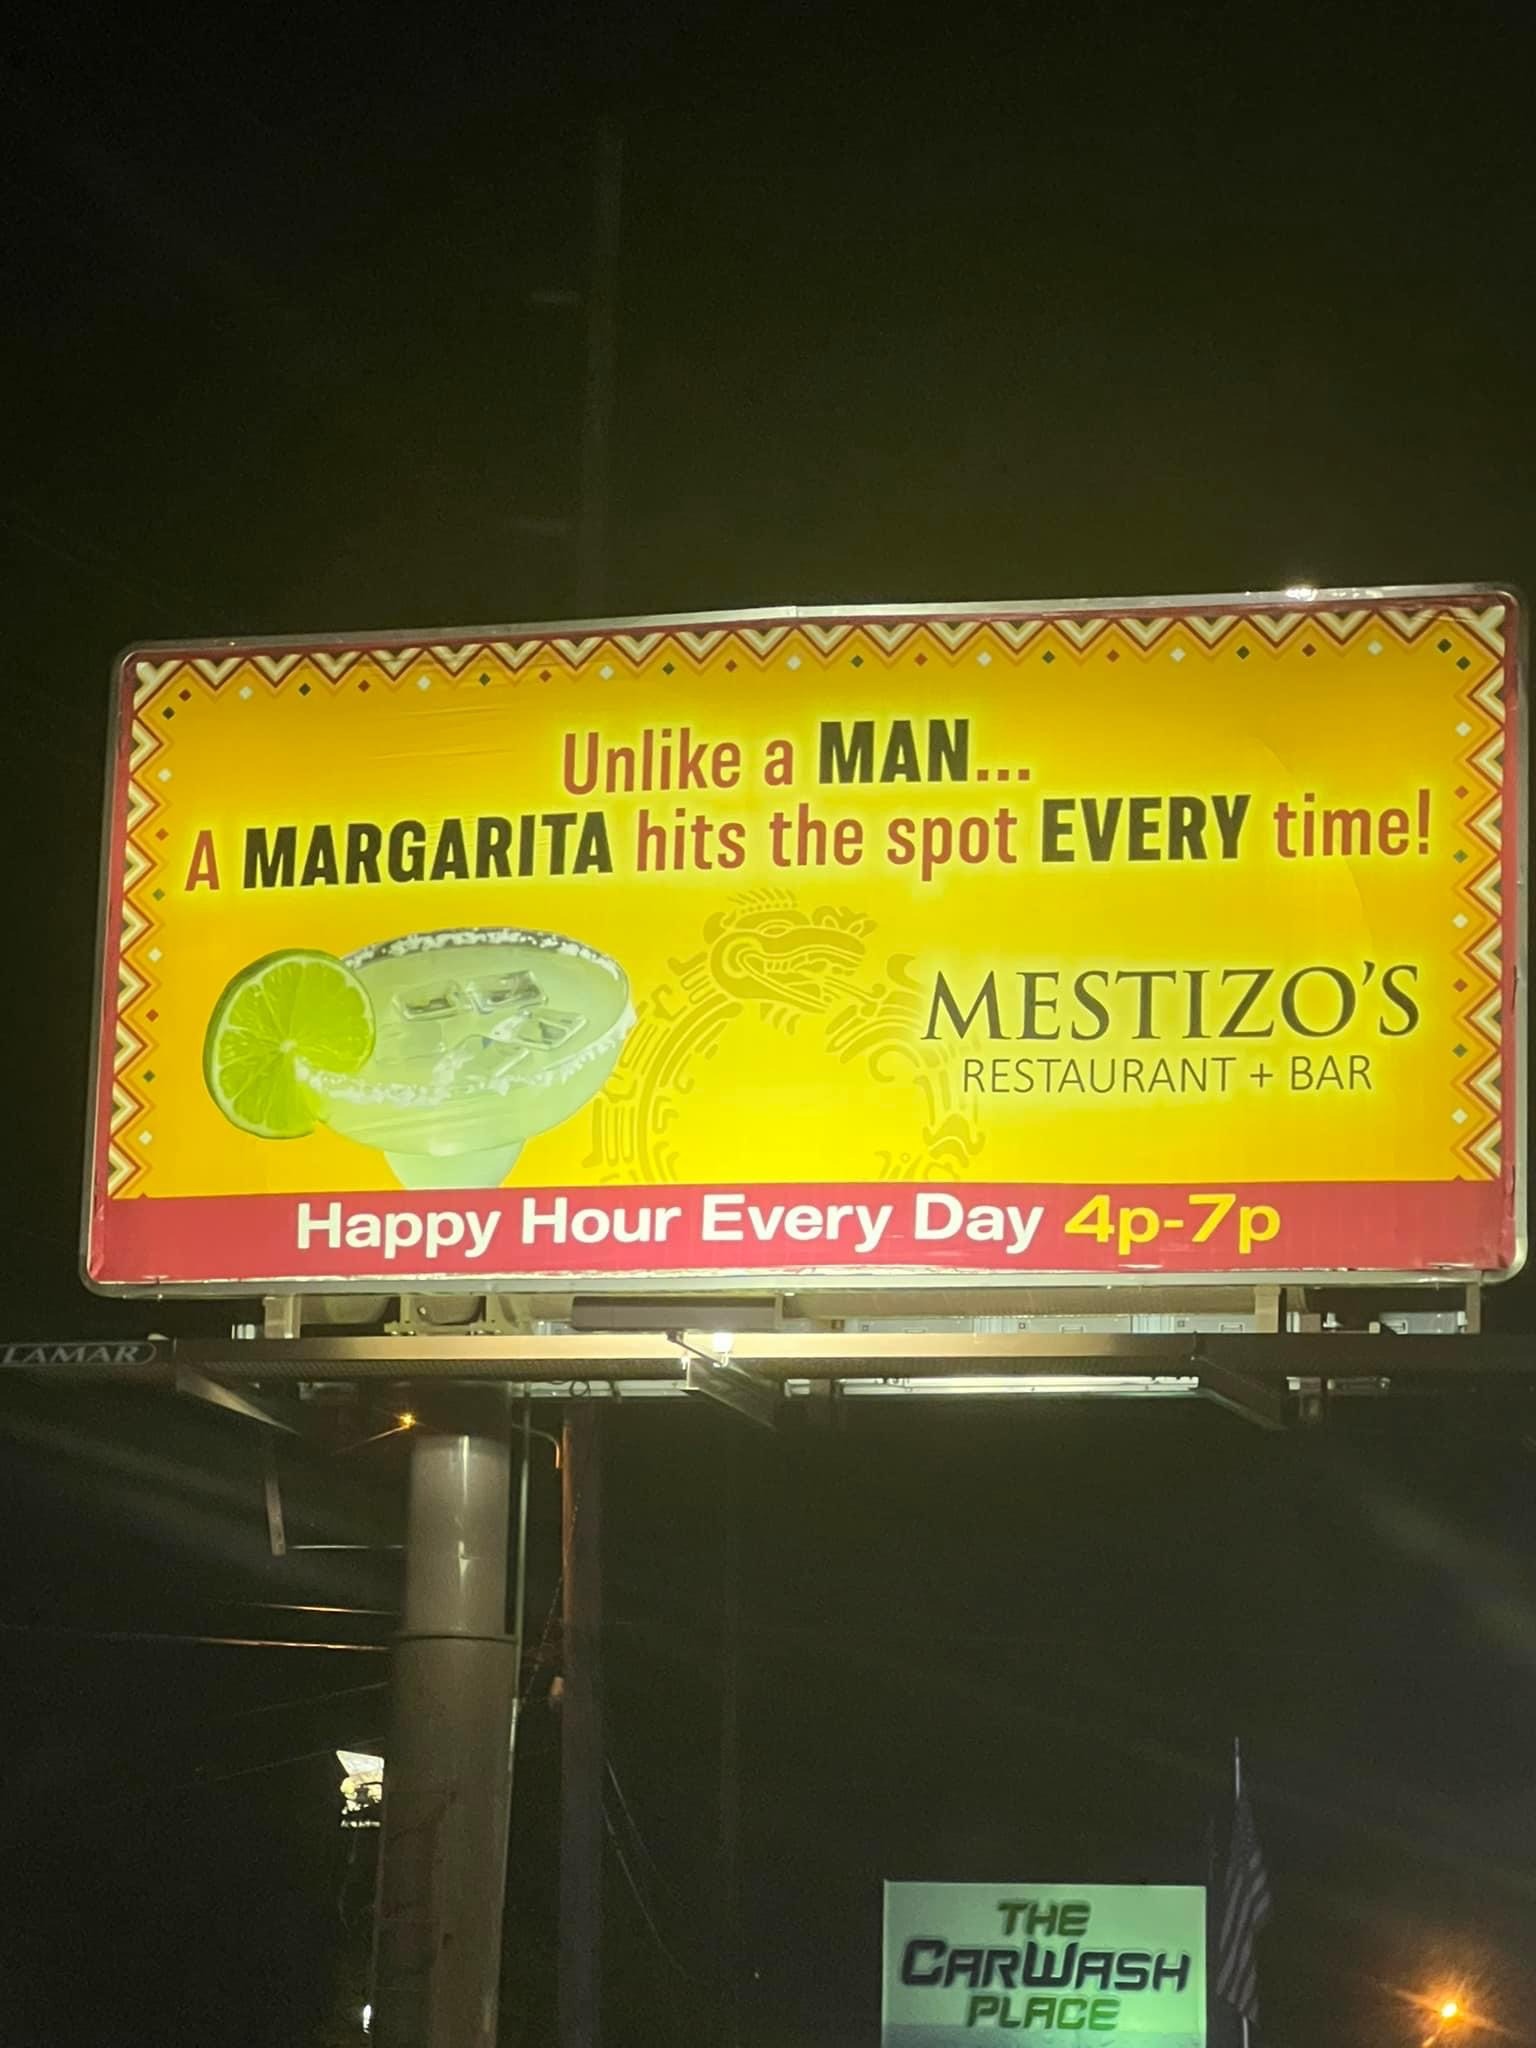 Unlike a MAN...
A MARGARITA hits the spot EVERY time!
MESTIZO'S
RESTAURANT + BAR
Happy Hour Every Day 4p-7p
LAMAR
THE
CARWASH
PLACE